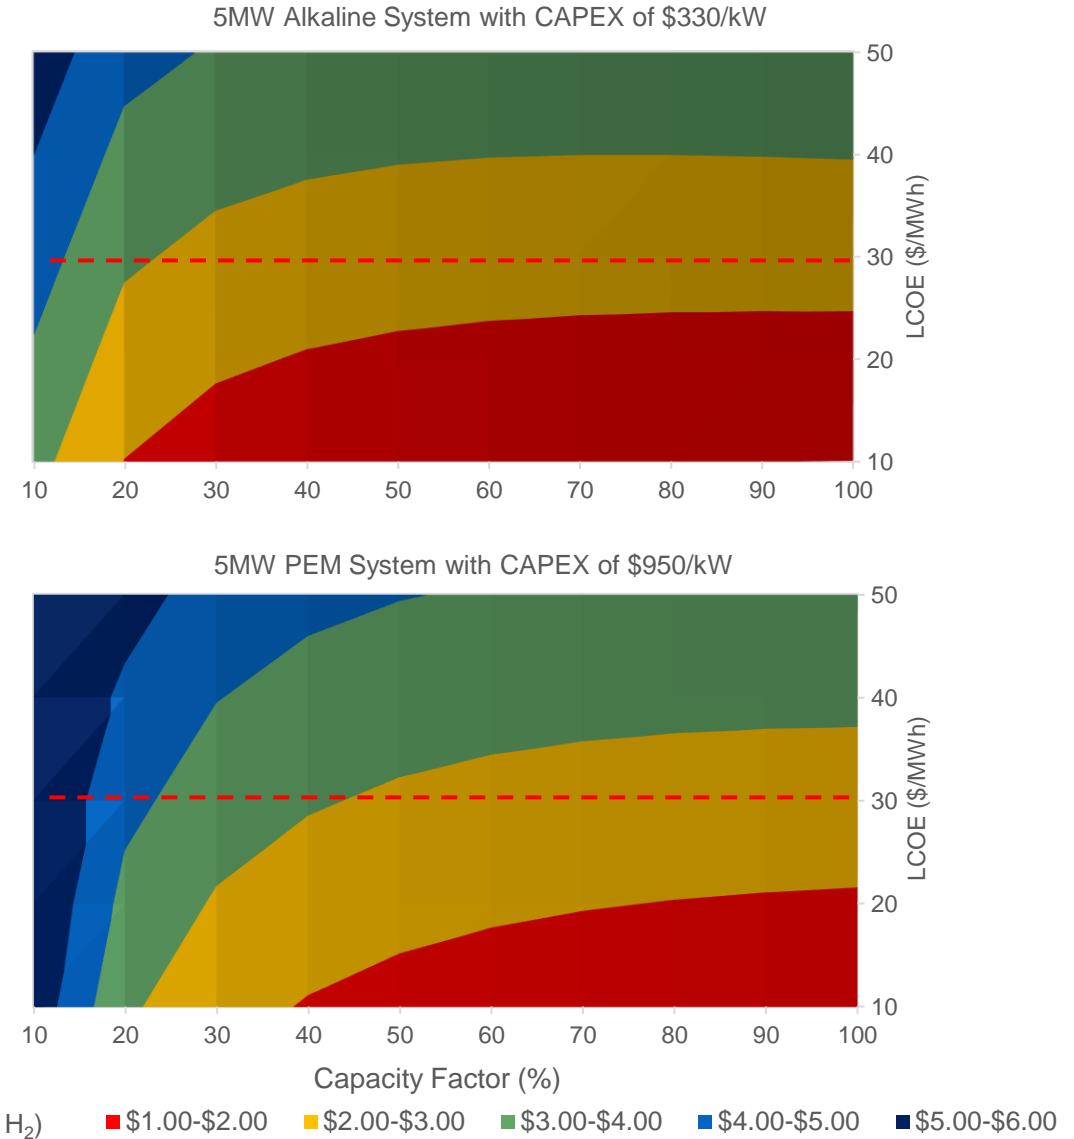 5MW Alkaline System with CAPEX of $330/kW
50
40
30
20
10
LCOE ($/MWh)
10 20 30 40 50 60 70 80 90 100
5MW PEM System with CAPEX of $950/kW
50
40
30
20
10
LCOE ($/MWh)
10 20 30 40 50 60 70 80 90 100
Capacity Factor (%)
H₂) $1.00-$2.00 $2.00-$3.00 $3.00-$4.00 $4.00-$5.00 $5.00-$6.00